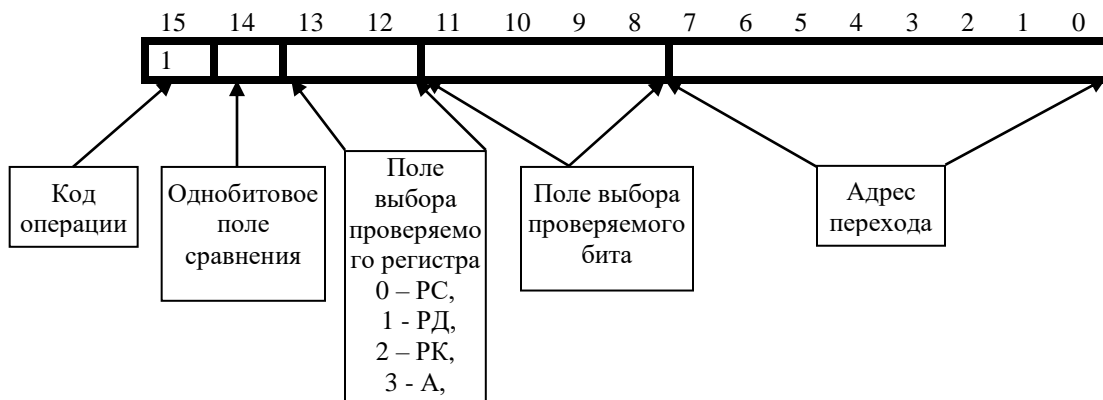 15 14 13 12 11 10 9 8 7 6 5 4 3 2 1 0
1
Код
операции
Однобитовое
поле
сравнения
Поле
выбора
проверяемо
го регистра
0 – РС,
1 - РД,
2 – РК,
3 - А,
Поле выбора
проверяемого
бита
Адрес
перехода